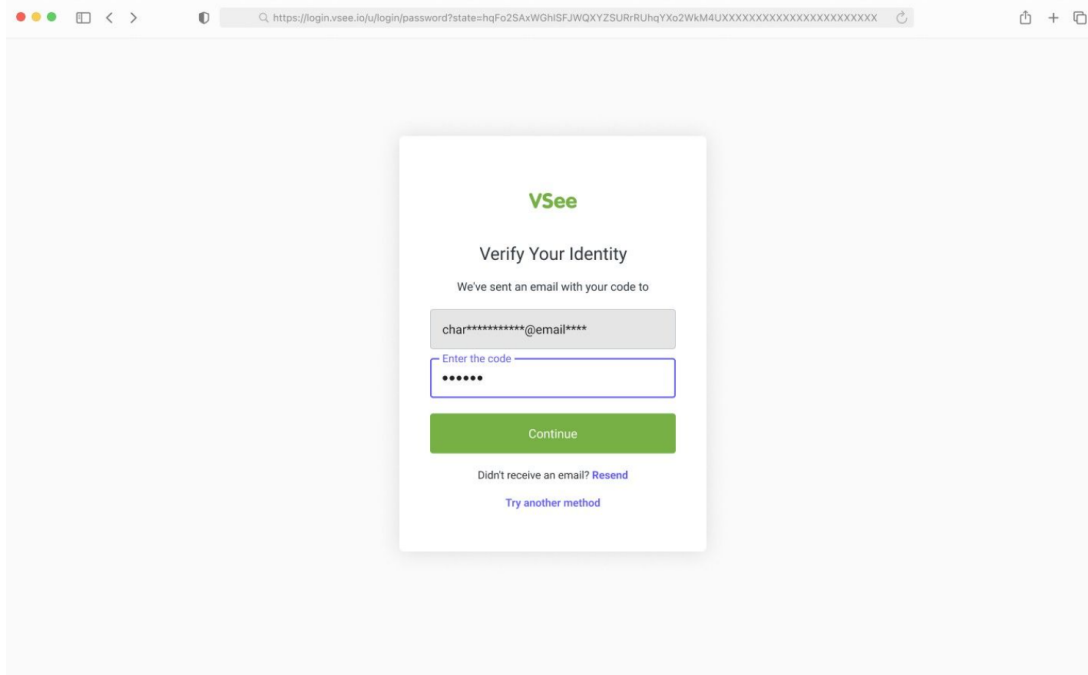 https://login.vsee.io/u/login/password?state=hqFo2SAxWGhISFJWQXYZSURrRUhqYXo2WkM4UXXXXXXXXXXXXXXXXXXXXXXX
VSee
Verify Your Identity
We've sent an email with your code to
char***********@email****
Enter the code
••••••
Continue
Didn't receive an email? Resend
Try another method